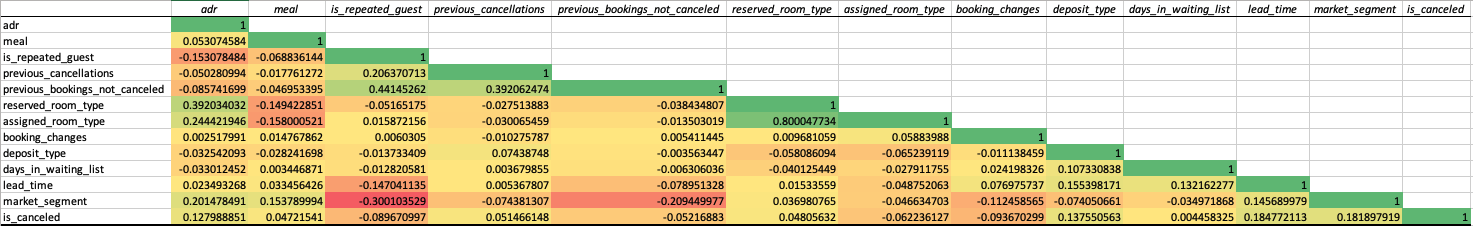 adr meal is_repeated_guest previous_cancellations previous_bookings_not_canceled reserved_room_type assigned_room_type booking_changes deposit_type days_in_waiting_list lead_time market_segment is_canceled
adr 1
meal 0.053074584 1
is_repeated_guest -0.153078484 -0.068836144 1
previous_cancellations -0.050280994 -0.017761272 0.206370713 1
previous_bookings_not_canceled -0.085741699 -0.046953395 0.44145262 0.392062474 1
reserved_room_type 0.392034032 -0.149422851 -0.05165175 -0.027513883 -0.038434807 1
assigned_room_type 0.244421946 -0.158000521 0.015872156 -0.030065459 -0.013503019 0.800047734 1
booking_changes 0.002517991 0.014767862 0.0060305 -0.010275787 0.005411445 0.009681059 0.05883988 1
deposit_type -0.032542093 -0.028241698 -0.013733409 0.07438748 -0.003563447 -0.058086094 -0.065239119 -0.011138459 1
days_in_waiting_list -0.033012452 0.003446871 -0.012820581 0.003679855 -0.006306036 -0.040125449 -0.027911755 0.024198326 0.107330838 1
lead_time 0.023493268 0.033456426 -0.147041135 0.005367807 -0.078951328 0.01533559 -0.048752063 0.076975737 0.155398171 0.132162277 1
market_segment 0.201478491 0.153789994 -0.300103529 -0.074381307 -0.209449977 0.036980765 -0.046634703 -0.112458565 -0.074050661 -0.034971868 0.145689979 1
is_canceled 0.127988851 0.04721541 -0.089670997 0.051466148 -0.05216883 0.04805632 -0.062236127 -0.093670299 0.137550563 0.004458325 0.184772113 0.181897919 1